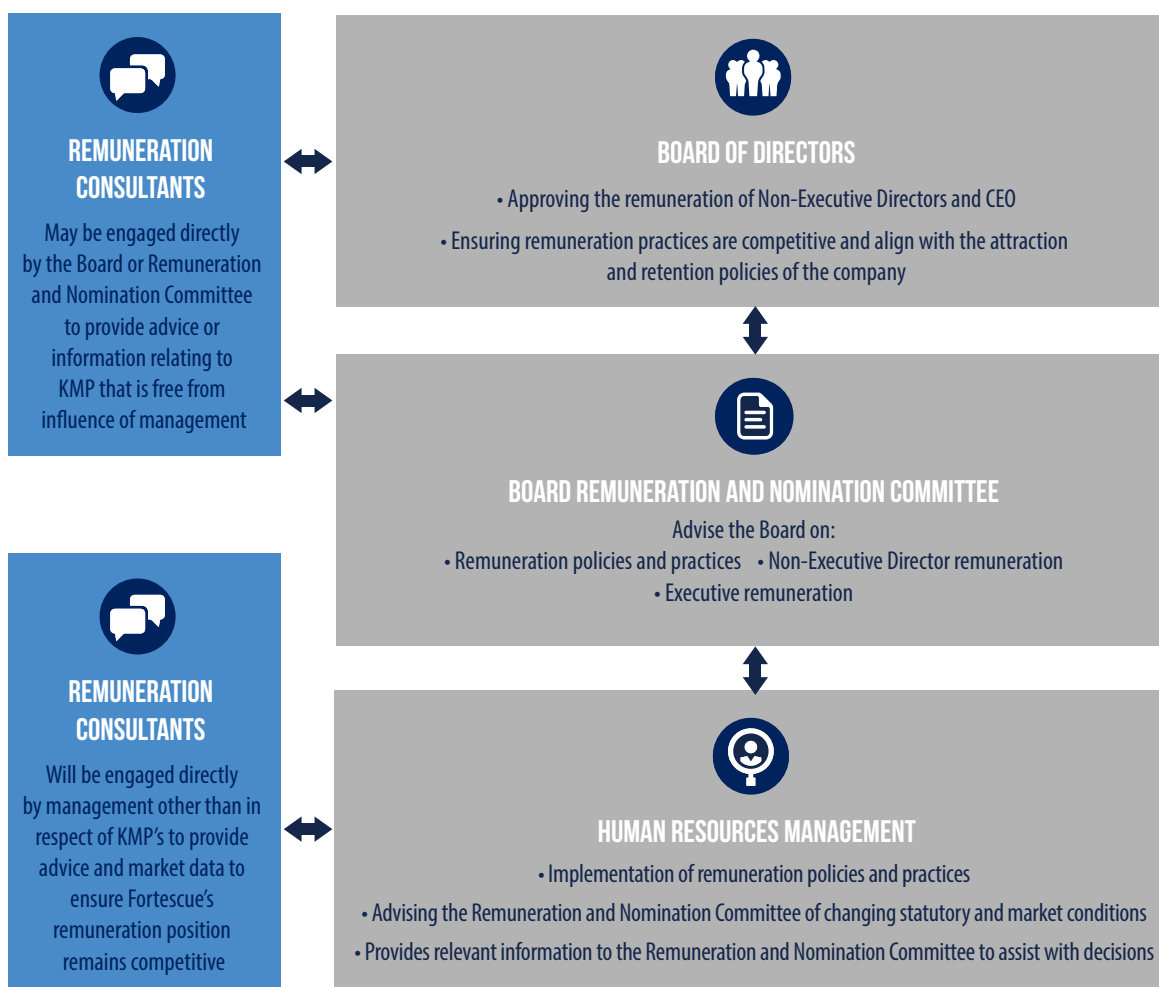 REMUNERATION
CONSULTANTS
May be engaged directly
by the Board or Remuneration
and Nomination Committee
to provide advice or
information relating to
KMP that is free from
influence of management
BOARD OF DIRECTORS
• Approving the remuneration of Non-Executive Directors and CEO
• Ensuring remuneration practices are competitive and align with the attraction
and retention policies of the company
BOARD REMUNERATION AND NOMINATION COMMITTEE
Advise the Board on:
• Remuneration policies and practices • Non-Executive Director remuneration
• Executive remuneration
REMUNERATION
CONSULTANTS
Will be engaged directly
by management other than in
respect of KMP's to provide
advice and market data to
ensure Fortescue's
remuneration position
remains competitive
HUMAN RESOURCES MANAGEMENT
• Implementation of remuneration policies and practices
• Advising the Remuneration and Nomination Committee of changing statutory and market conditions
• Provides relevant information to the Remuneration and Nomination Committee to assist with decisions